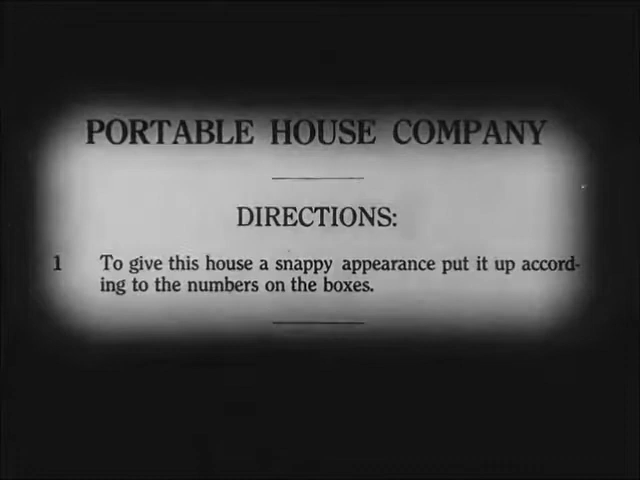 PORTABLE HOUSE COMPANY
DIRECTIONS:
1 To give this house a snappy appearance put it up accord-
ing to the numbers on the boxes.